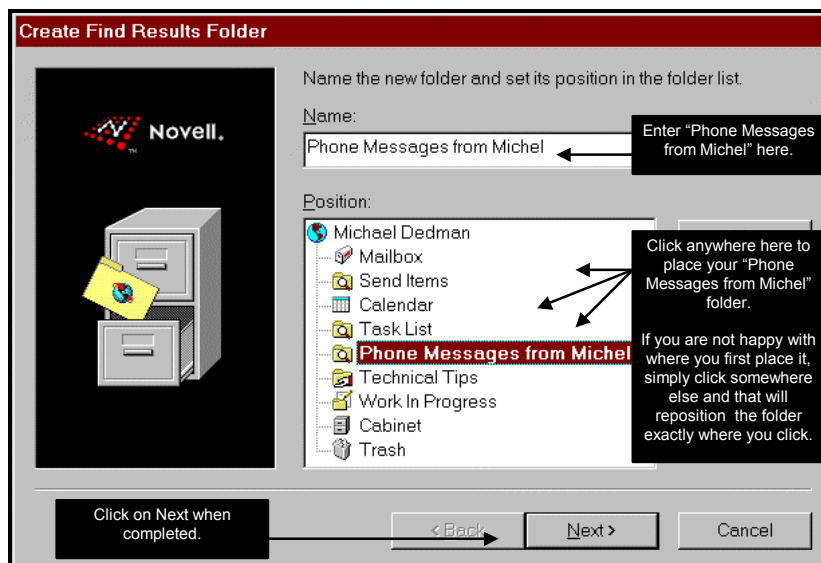 Create Find Results Folder
Name the new folder and set its position in the folder list.
Novell.
TM
Name:
Phone Messages from Michel
Enter “Phone Messages
from Michel” here.
Position:
Michael Dedman
Mailbox
Send Items
Calendar
Task List
Phone Messages from Michel
Technical Tips
Work In Progress
Cabinet
Trash
Click anywhere here to
place your “Phone
Messages from Michel”
folder.
If you are not happy with
where you first place it,
simply click somewhere
else and that will
reposition the folder
exactly where you click.
Click on Next when
completed.
< Back
Next >
Cancel